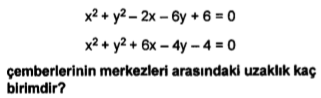 x² + y² – 2x – 6y + 6 = 0
x² + y² + 6x – 4y – 4 = 0
çemberlerinin merkezleri arasındaki uzaklık kaç
birimdir?